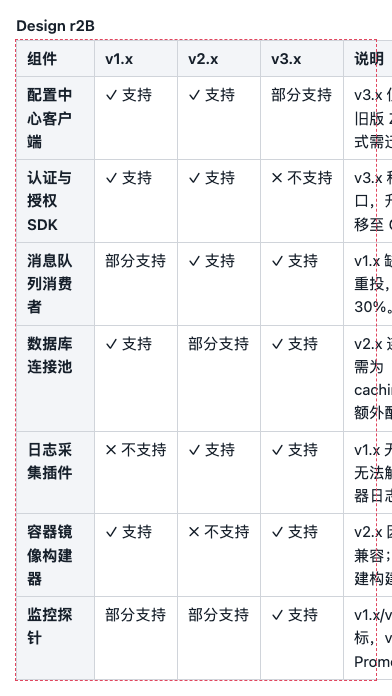 Design r2B
组件 v1.x v2.x v3.x 说明
配置中 ✓ 支持 ✓ 支持 部分支持 v3.x
心客户 旧版
端 式需
认证与 ✓ 支持 ✓ 支持 ✕ 不支持 v3.x
授权 口,
SDK 移至
消息队 部分支持 ✓ 支持 ✓ 支持 v1.x
列消费 重投,
者 30%。
数据库 ✓ 支持 部分支持 ✓ 支持 v2.x
连接池 需为
cachin
额外
日志采 ✕ 不支持 ✓ 支持 ✓ 支持 v1.x
集插件 无法
器日
容器镜 ✓ 支持 ✕ 不支持 ✓ 支持 v2.x
像构建 兼容;
器 建构
监控探 部分支持 部分支持 ✓ 支持 v1.x/v
针 标,
Prom